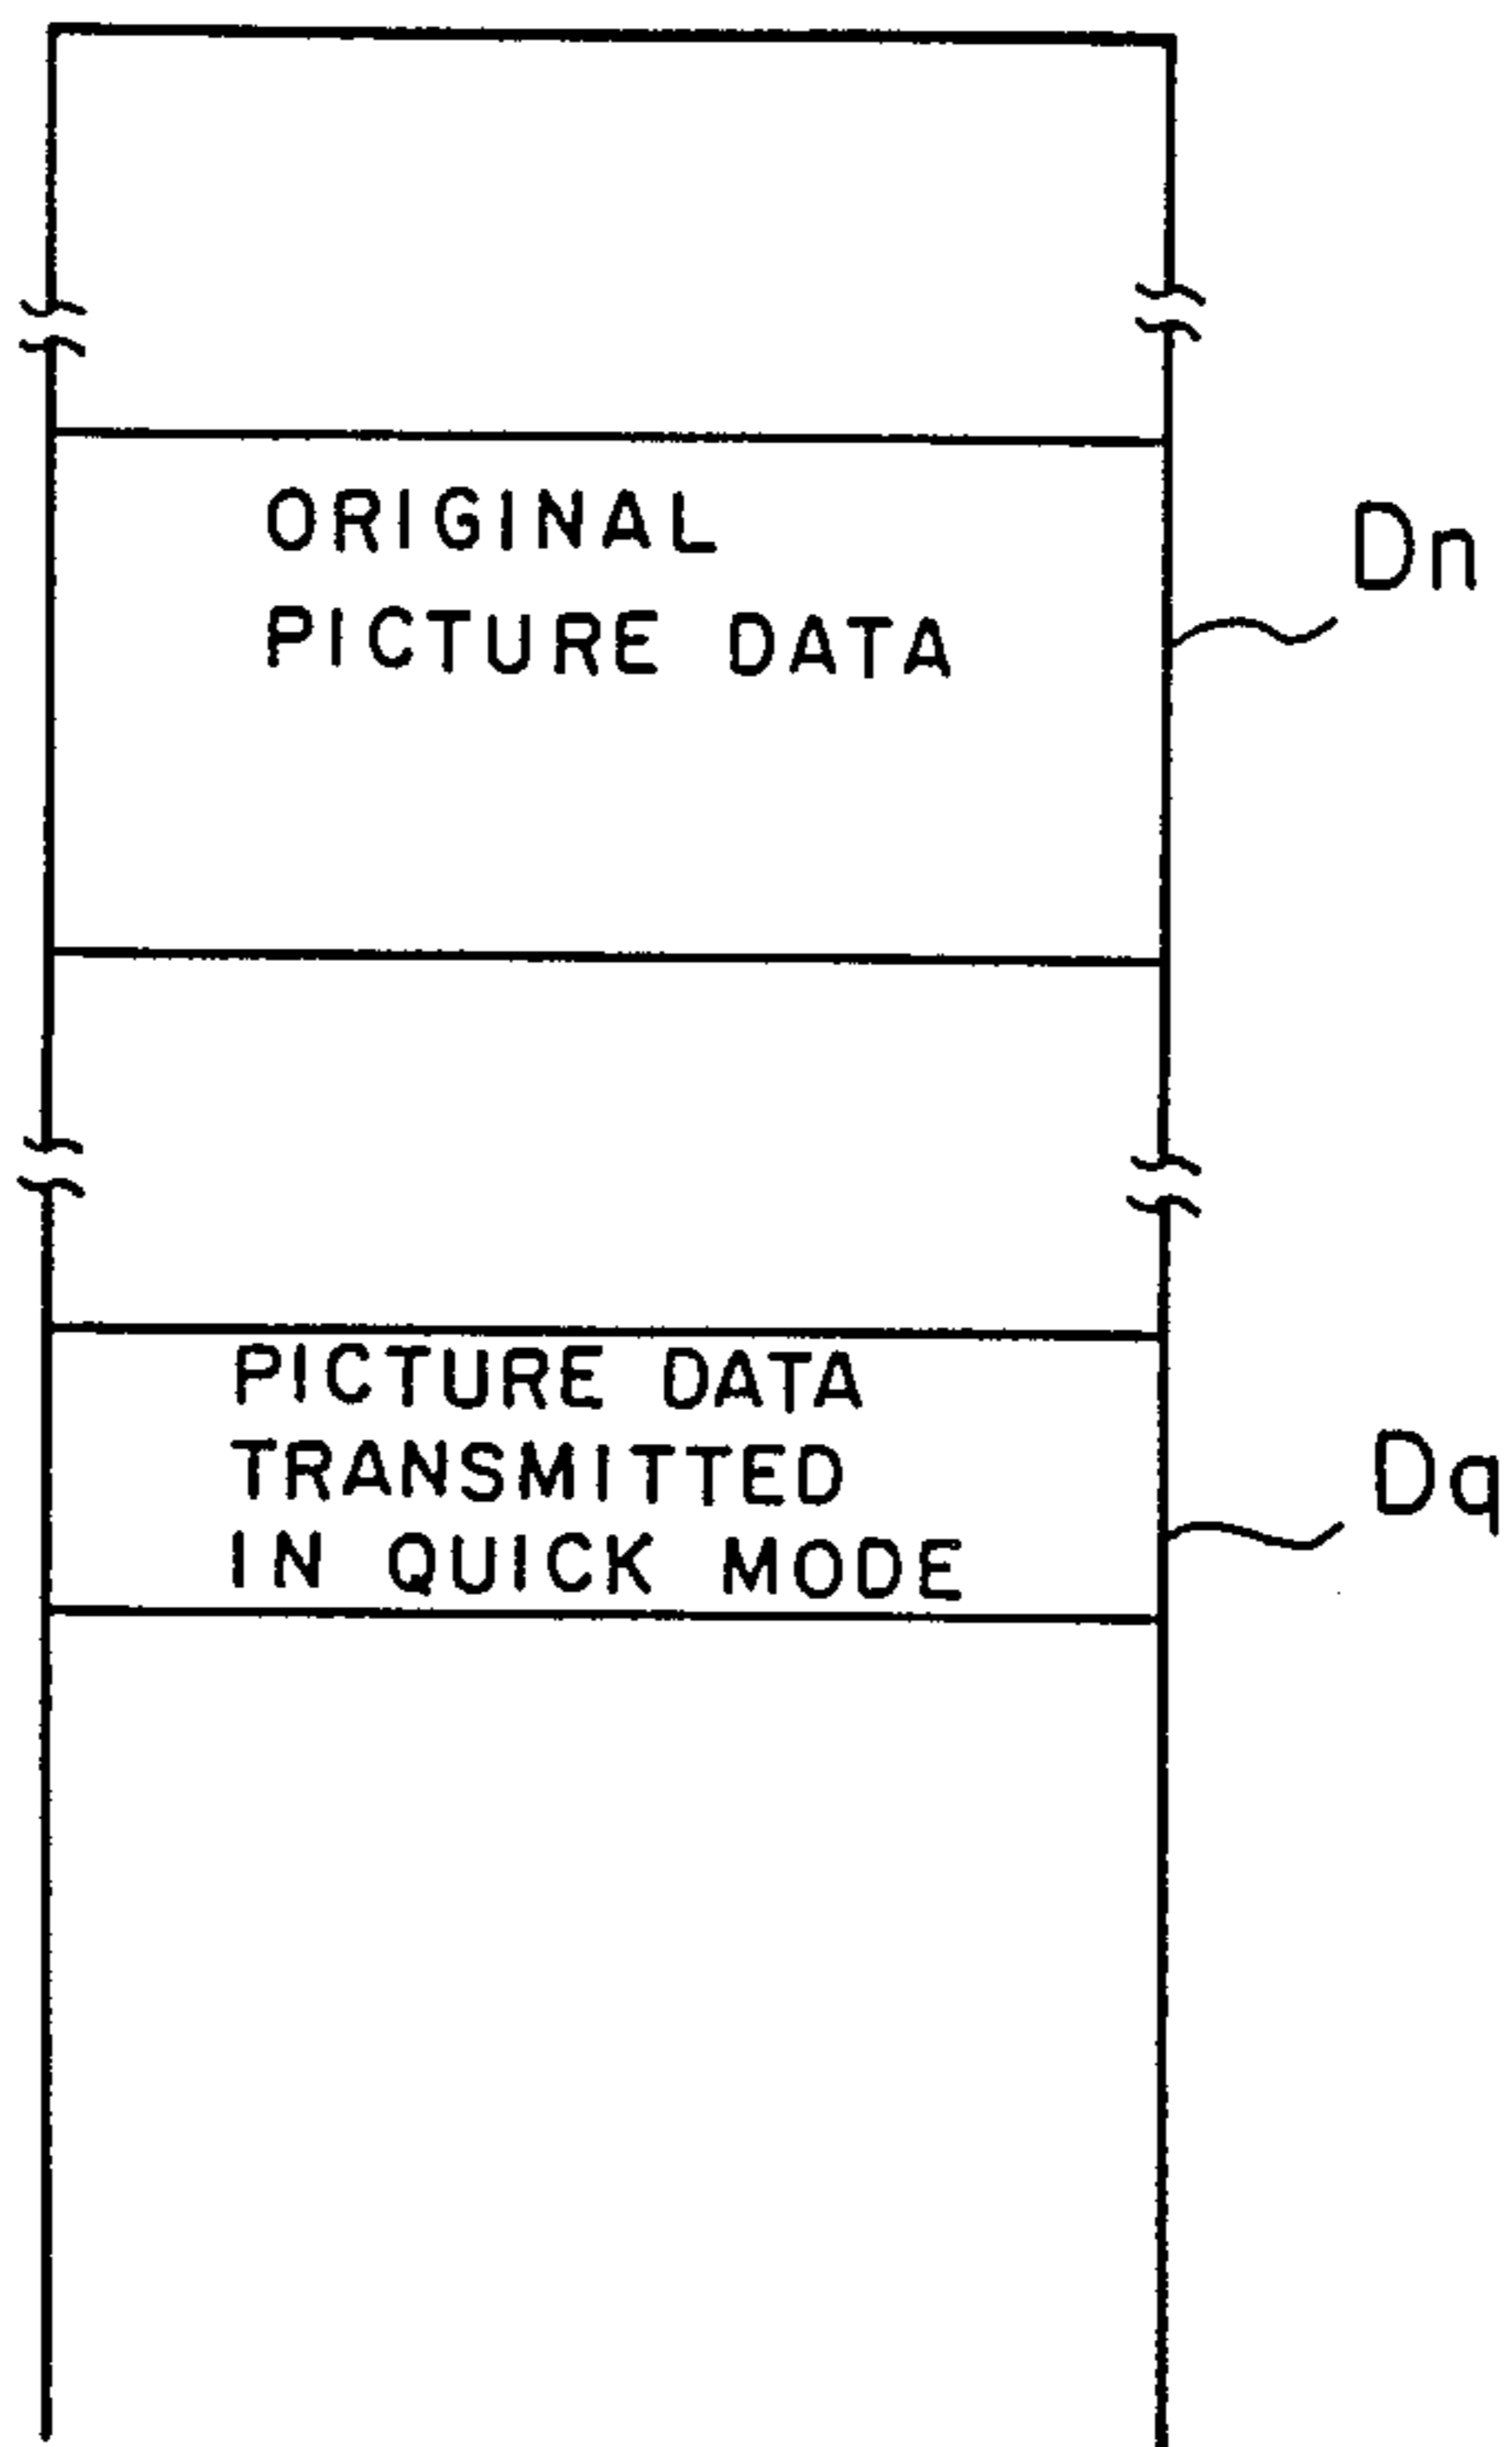 ORIGINAL
PICTURE DATA
Dn
PICTURE DATA
TRANSMITTED
IN QUICK MODE
Dq